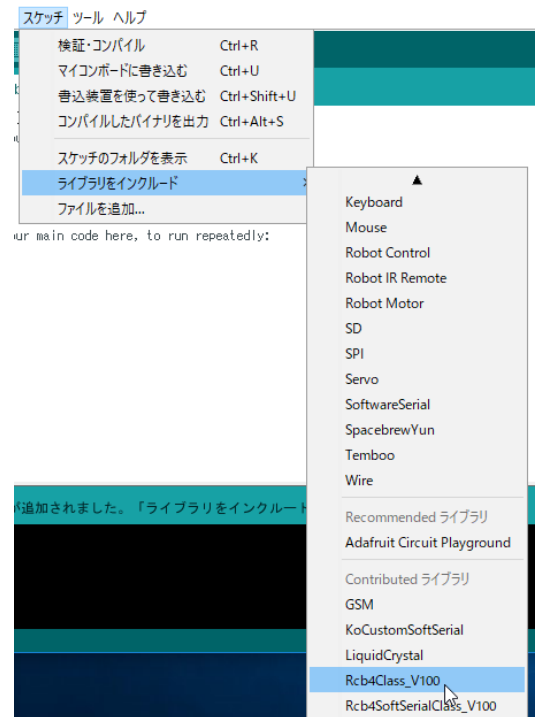 スケッチ ツール ヘルプ
検証・コンパイル Ctrl+R
マイコンボードに書き込む Ctrl+U
書込装置を使って書き込む Ctrl+Shift+U
コンパイルしたバイナリを出力 Ctrl+Alt+S
スケッチのフォルダを表示 Ctrl+K
ライブラリをインクルード
ファイルを追加...
ur main code here, to run repeatedly:
Keyboard
Mouse
Robot Control
Robot IR Remote
Robot Motor
SD
SPI
Servo
SoftwareSerial
SpacebrewYun
Temboo
Wire
が追加されました。「ライブラリをインクルード
Recommended ライブラリ
Adafruit Circuit Playground
Contributed ライブラリ
GSM
KoCustomSoftSerial
LiquidCrystal
Rcb4Class_V100
Rcb4SoftSerialClass_V100